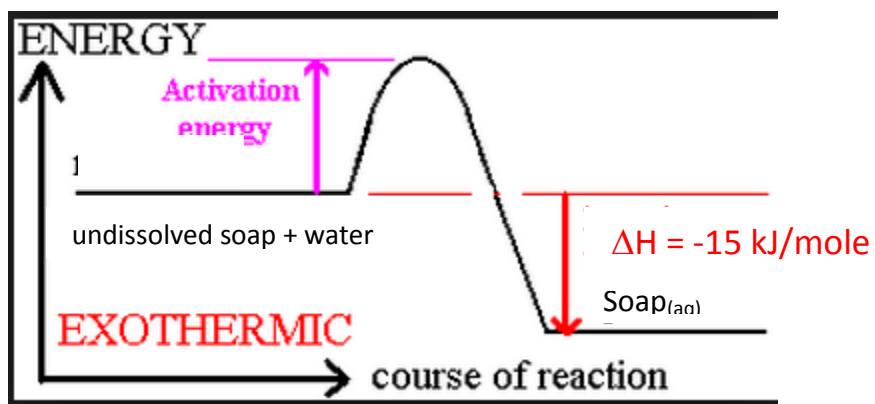 ENERGY
Activation
energy
undissolved soap + water
ΔH = -15 kJ/mole
Soap(aq)
EXOTHERMIC
course of reaction